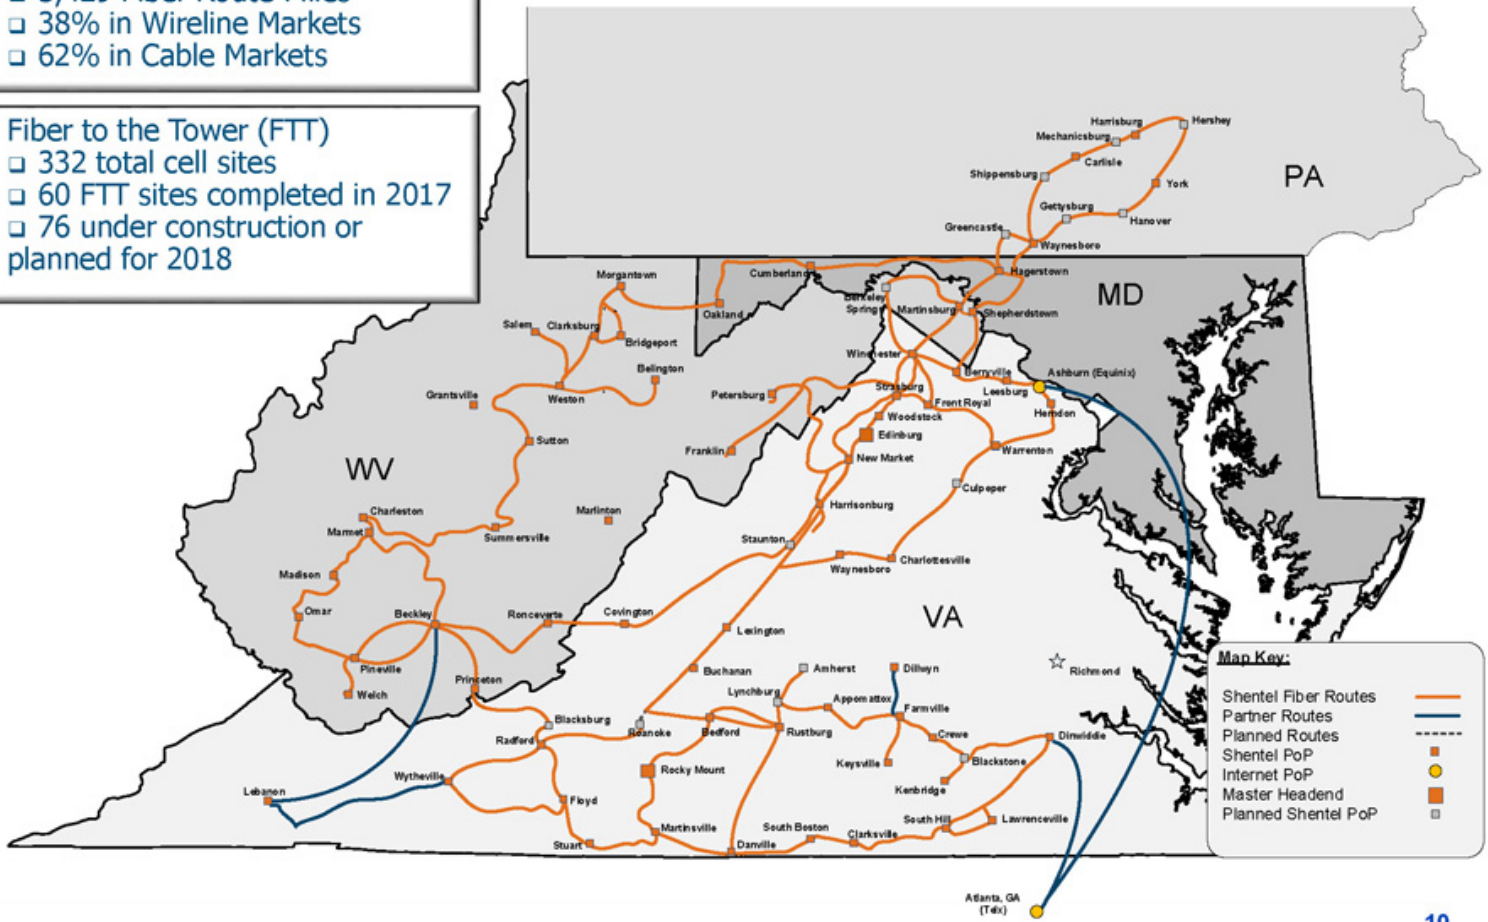 ❑ 38% in Wireline Markets
❑ 62% in Cable Markets
Fiber to the Tower (FTT)
❑ 332 total cell sites
❑ 60 FTT sites completed in 2017
❑ 76 under construction or
planned for 2018
PA
Harrisburg
Hershey
Mechanicsburg
Carlisle
Shippensburg
York
Gettysburg
Hanover
Greencastle
Waynesboro
MD
Morgantown
Cumberland
Hagerstown
Oakland
Berkeley
Springs
Martinsburg
Shepherdstown
Salem
Clarksburg
Bridgeport
Winchester
Belington
Berryville
Ashburn (Equinix)
Leesburg
Grantsville
Weston
Petersburg
Strasburg
Front Royal
Herndon
Woodstock
Edinburg
Sutton
Franklin
New Market
Warrenton
WV
Culpeper
Charleston
Marlinton
Harrisonburg
Marmet
Summersville
Staunton
Waynesboro
Charlottesville
Madison
Omar
Beckley
Ronceverte
Covington
VA
Lexington
Pineville
Buchanan
Amherst
Dillwyn
Richmond
Welch
Princeton
Lynchburg
Appomattox
Farmville
Blacksburg
Roanoke
Bedford
Rustburg
Crewe
Dinwiddie
Radford
Keysville
Blackstone
Wytheville
Rocky Mount
Kenbridge
Lebanon
Floyd
South Hill
Lawrenceville
Martinsville
South Boston
Clarksville
Stuart
Danville
Atlanta, GA
(Telx)
Map Key:
Shentel Fiber Routes
Partner Routes
Planned Routes
Shentel PoP
Internet PoP
Master Headend
Planned Shentel PoP